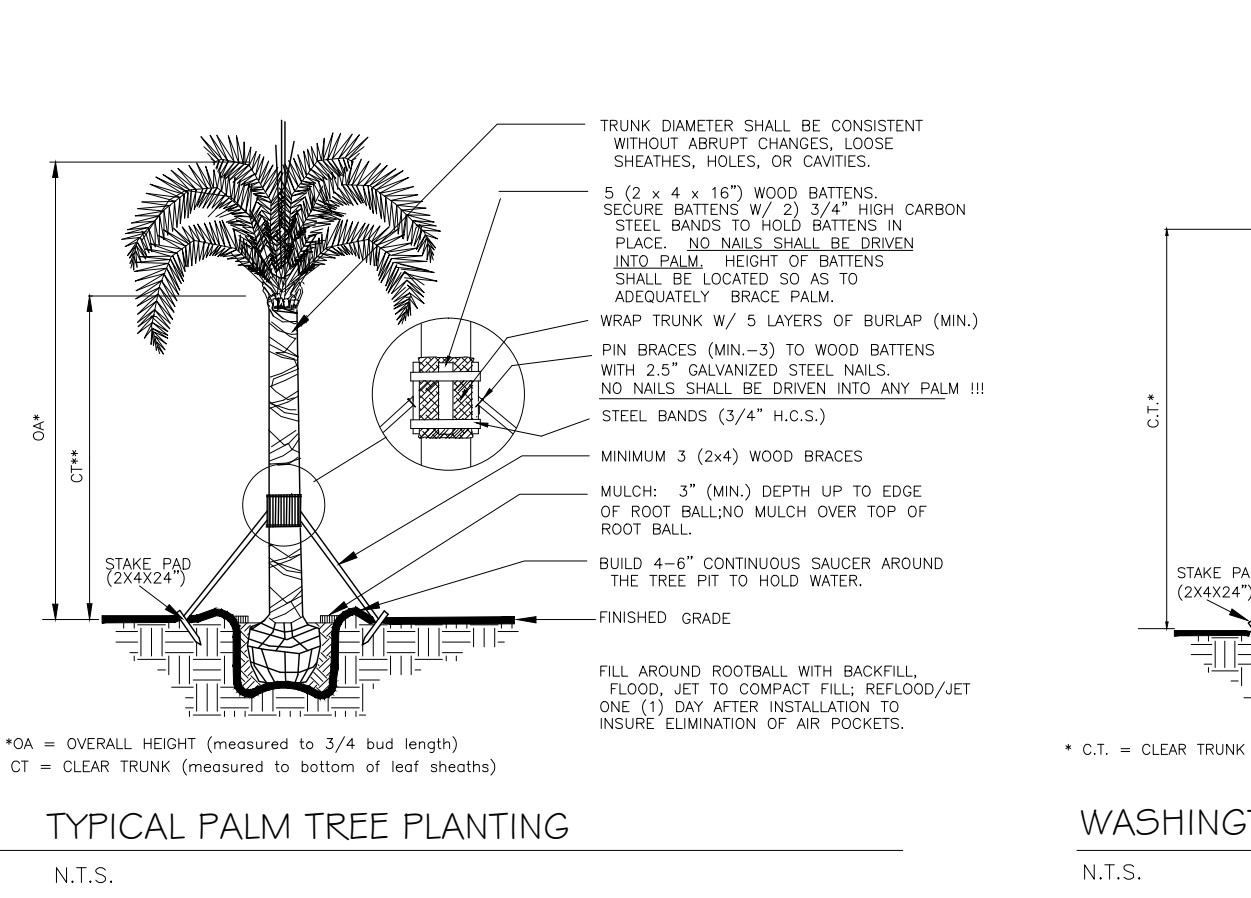 TRUNK DIAMETER SHALL BE CONSISTENT
WITHOUT ABRUPT CHANGES, LOOSE
SHEATHES, HOLES, OR CAVITIES.
5 (2 x 4 x 16”) WOOD BATTENS.
SECURE BATTENS W/ 2) 3/4” HIGH CARBON
STEEL BANDS TO HOLD BATTENS IN
PLACE. NO NAILS SHALL BE DRIVEN
INTO PALM. HEIGHT OF BATTENS
SHALL BE LOCATED SO AS TO
ADEQUATELY BRACE PALM.
WRAP TRUNK W/ 5 LAYERS OF BURLAP (MIN.)
PIN BRACES (MIN.–3) TO WOOD BATTENS
WITH 2.5” GALVANIZED STEEL NAILS.
NO NAILS SHALL BE DRIVEN INTO ANY PALM !!!
STEEL BANDS (3/4” H.C.S.)
MINIMUM 3 (2x4) WOOD BRACES
MULCH: 3” (MIN.) DEPTH UP TO EDGE
OF ROOT BALL;NO MULCH OVER TOP OF
ROOT BALL.
BUILD 4–6” CONTINUOUS SAUCER AROUND
THE TREE PIT TO HOLD WATER.
FINISHED GRADE
FILL AROUND ROOTBALL WITH BACKFILL,
FLOOD, JET TO COMPACT FILL; REFLOOD/JET
ONE (1) DAY AFTER INSTALLATION TO
INSURE ELIMINATION OF AIR POCKETS.
OA*
CT**
STAKE PAD
(2X4X24”)
*OA = OVERALL HEIGHT (measured to 3/4 bud length)
CT = CLEAR TRUNK (measured to bottom of leaf sheaths)
TYPICAL PALM TREE PLANTING
N.T.S.
C.T.*
STAKE PA
(2X4X24”)
* C.T. = CLEAR TRUNK
WASHINGT
N.T.S.